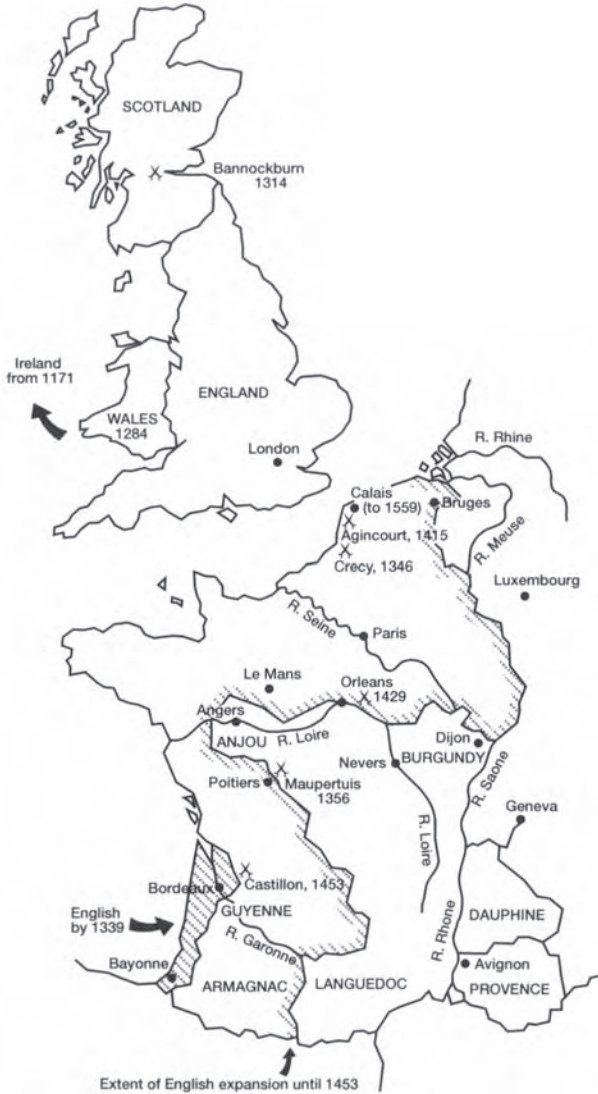 SCOTLAND
Bannockburn
1314
Ireland
from 1171
ENGLAND
WALES
1284
London
R. Rhine
Calais
(to 1559)
Bruges
Agincourt, 1415
R. Meuse
Crecy, 1346
Luxembourg
R. Seine
Paris
Le Mans
Orleans
1429
Angers
ANJOU
R. Loire
Dijon
Nevers
BURGUNDY
R. Saone
Poitiers
Maupertuis
1356
Geneva
R. Loire
Bordeaux
Castillon, 1453
English
by 1339
GUYENNE
R. Garonne
R. Rhone
DAUPHINE
Bayonne
ARMAGNAC
LANGUEDOC
Avignon
PROVENCE
Extent of English expansion until 1453